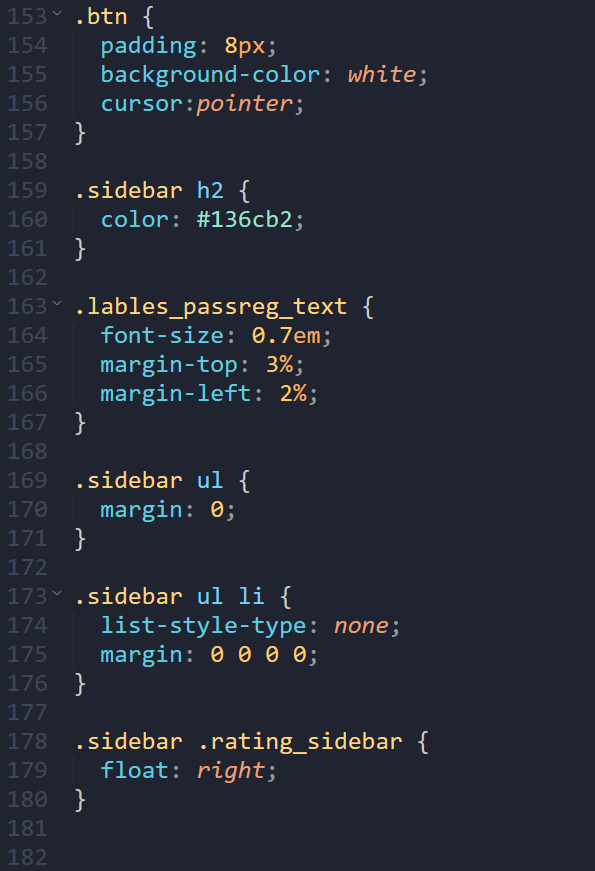 153 .btn {
154 padding: 8px;
155 background-color: white;
156 cursor:pointer;
157 }
158
159 .sidebar h2 {
160 color: #136cb2;
161 }
162
163 .lables_passreg_text {
164 font-size: 0.7em;
165 margin-top: 3%;
166 margin-left: 2%;
167 }
168
169 .sidebar ul {
170 margin: 0;
171 }
172
173 .sidebar ul li {
174 list-style-type: none;
175 margin: 0 0 0 0;
176 }
177
178 .sidebar .rating_sidebar {
179 float: right;
180 }
181
182